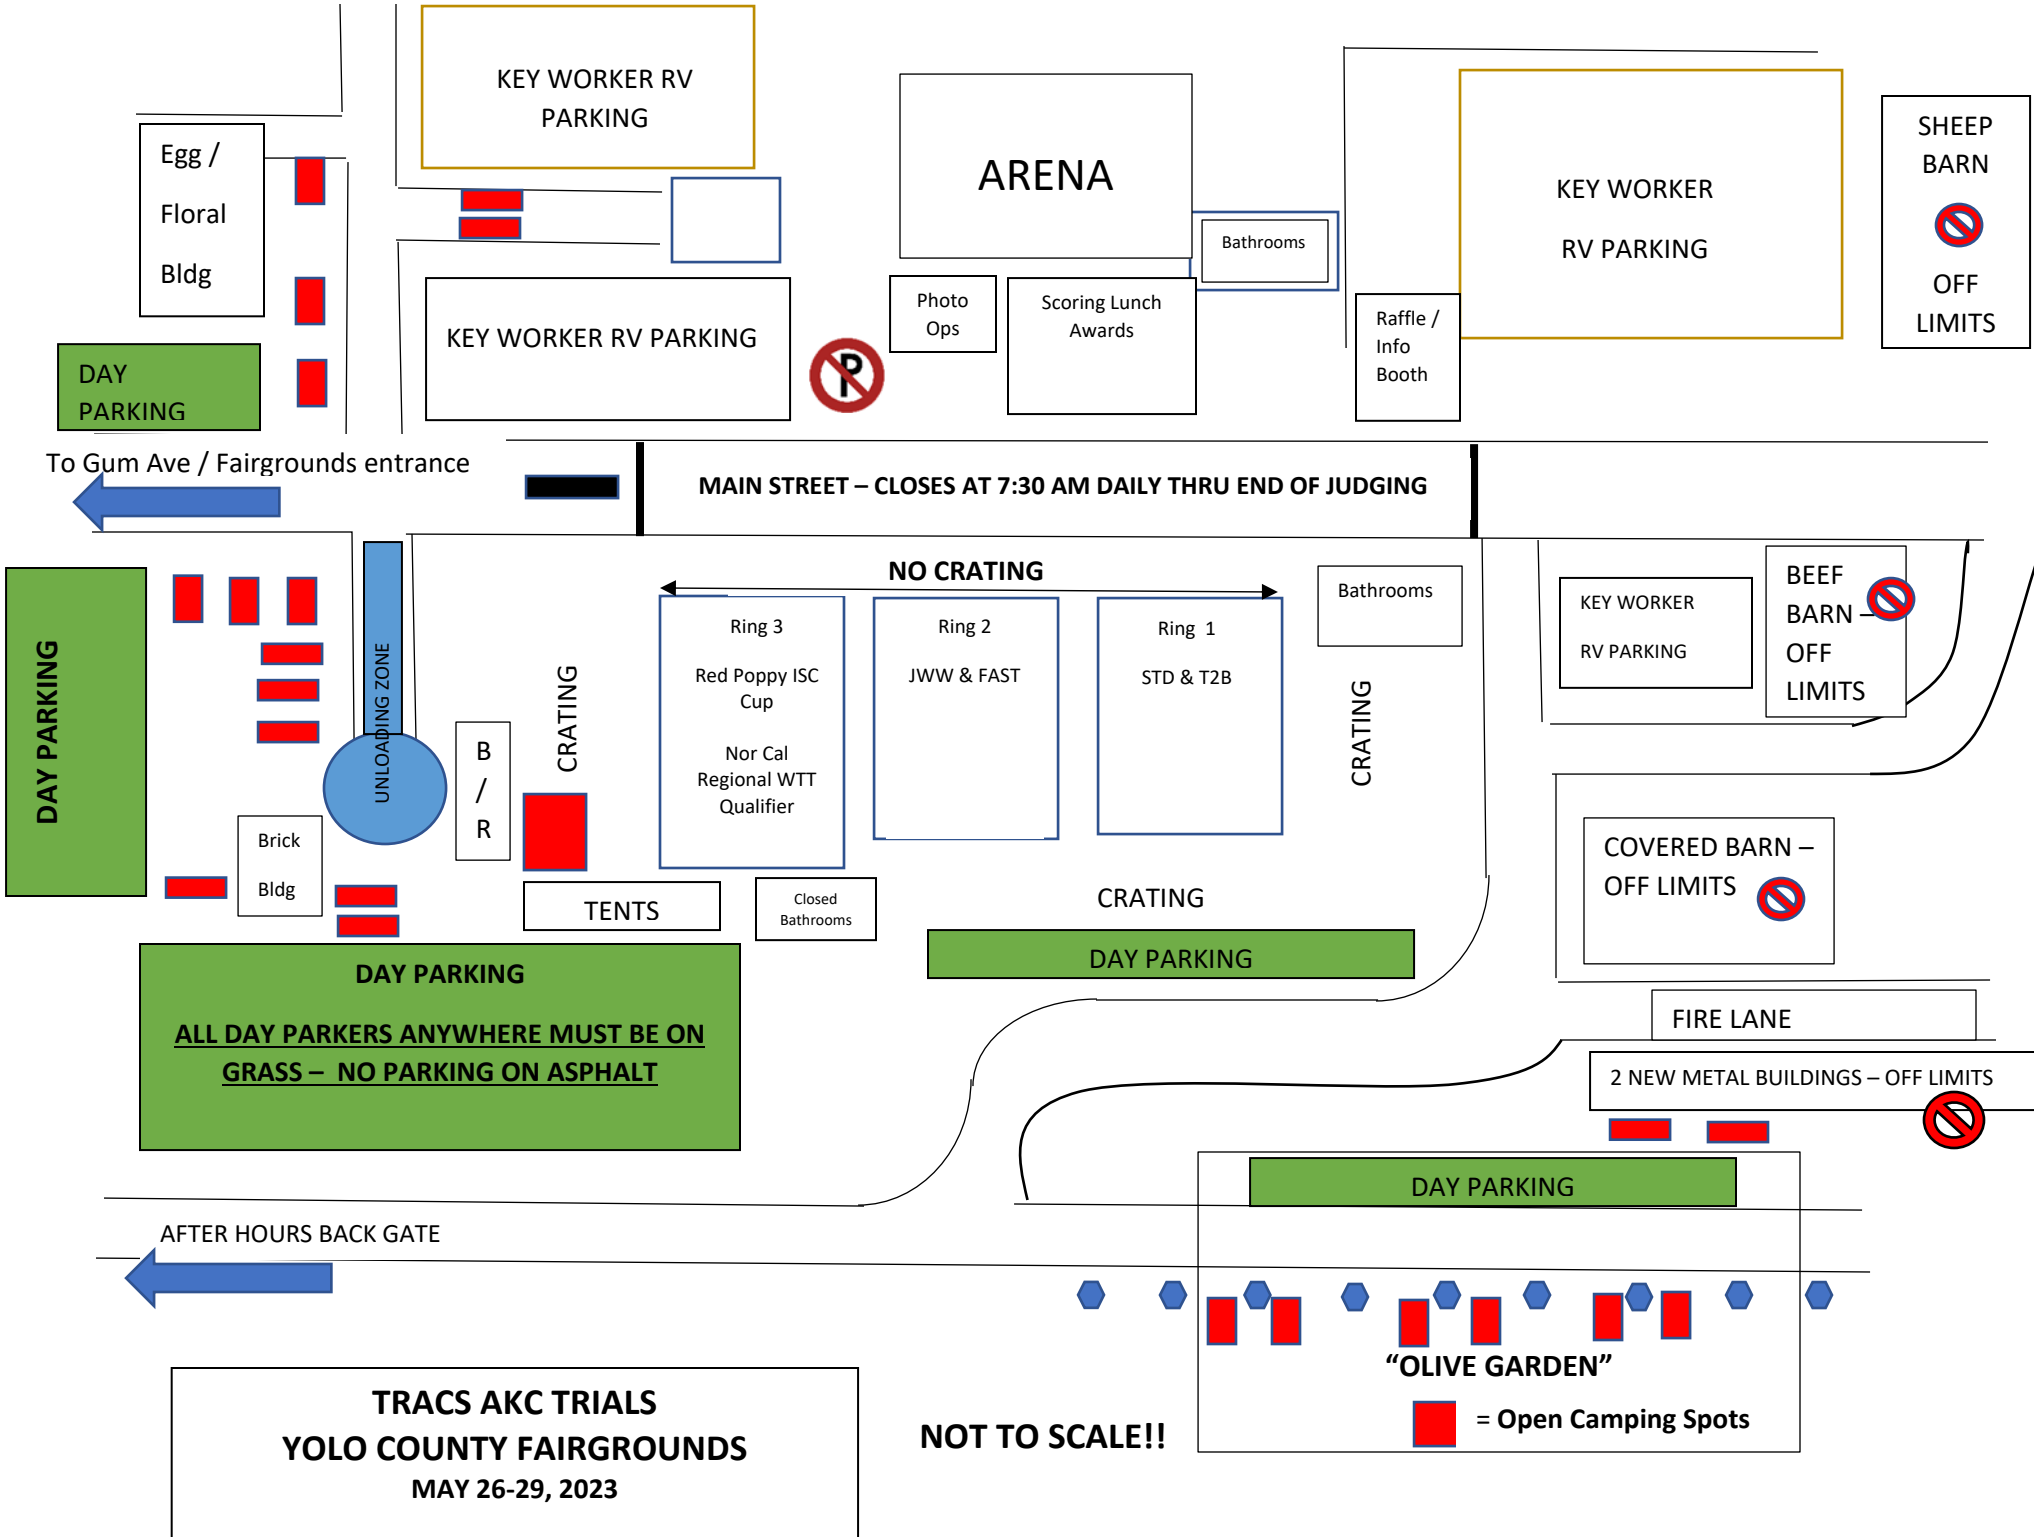 KEY WORKER RV
PARKING
ARENA
Egg /
Floral
Bldg
SHEEP
BARN
OFF
LIMITS
KEY WORKER
RV PARKING
Bathrooms
Photo
Ops
Scoring Lunch
Awards
Raffle /
Info
Booth
KEY WORKER RV PARKING
P
DAY
PARKING
To Gum Ave / Fairgrounds entrance
MAIN STREET – CLOSES AT 7:30 AM DAILY THRU END OF JUDGING
NO CRATING
DAY PARKING
UNLOADING ZONE
B
/
R
CRATING
Ring 3
Red Poppy ISC
Cup
Nor Cal
Regional WTT
Qualifier
Ring 2
JWW & FAST
Ring 1
STD & T2B
Bathrooms
CRATING
KEY WORKER
RV PARKING
BEEF
BARN –
OFF
LIMITS
Brick
Bldg
TENTS
Closed
Bathrooms
CRATING
DAY PARKING
COVERED BARN –
OFF LIMITS
DAY PARKING
ALL DAY PARKERS ANYWHERE MUST BE ON
GRASS – NO PARKING ON ASPHALT
FIRE LANE
2 NEW METAL BUILDINGS – OFF LIMITS
DAY PARKING
AFTER HOURS BACK GATE
"OLIVE GARDEN"
= Open Camping Spots
NOT TO SCALE!!
TRACS AKC TRIALS
YOLO COUNTY FAIRGROUNDS
MAY 26-29, 2023